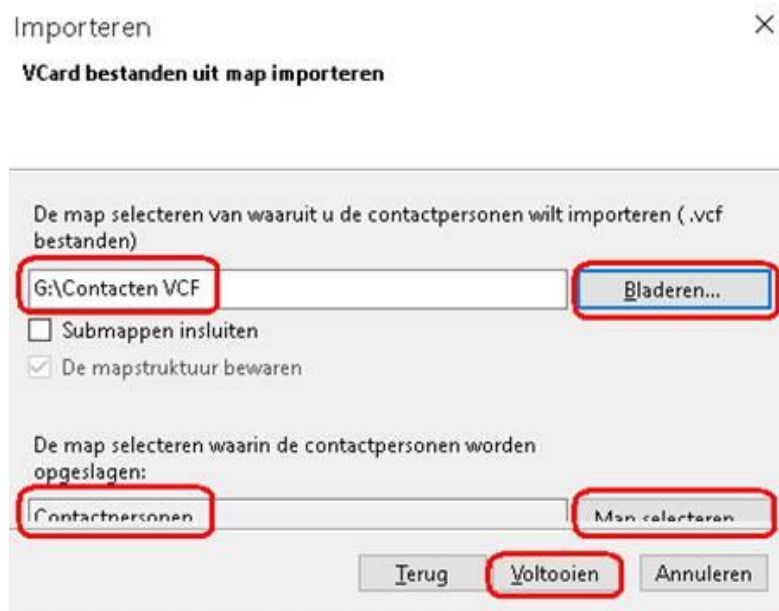 Importeren
VCard bestanden uit map importeren
De map selecteren van waaruit u de contactpersonen wilt importeren ( .vcf
bestanden)
G:\Contacten VCF
Bladeren...
Submappen insluiten
De mapstruktuur bewaren
De map selecteren waarin de contactpersonen worden
opgeslagen:
Contactpersonen
Map selecteren
Terug
Voltooien
Annuleren